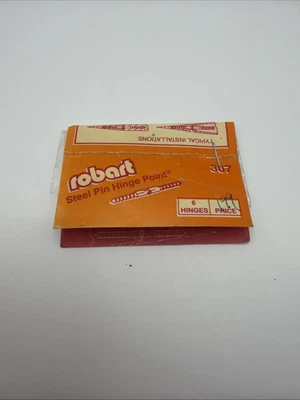 TYPICAL INSTALLATIONS
robart
307
Steel Pin Hinge Point®
6
HINGES
PRICE